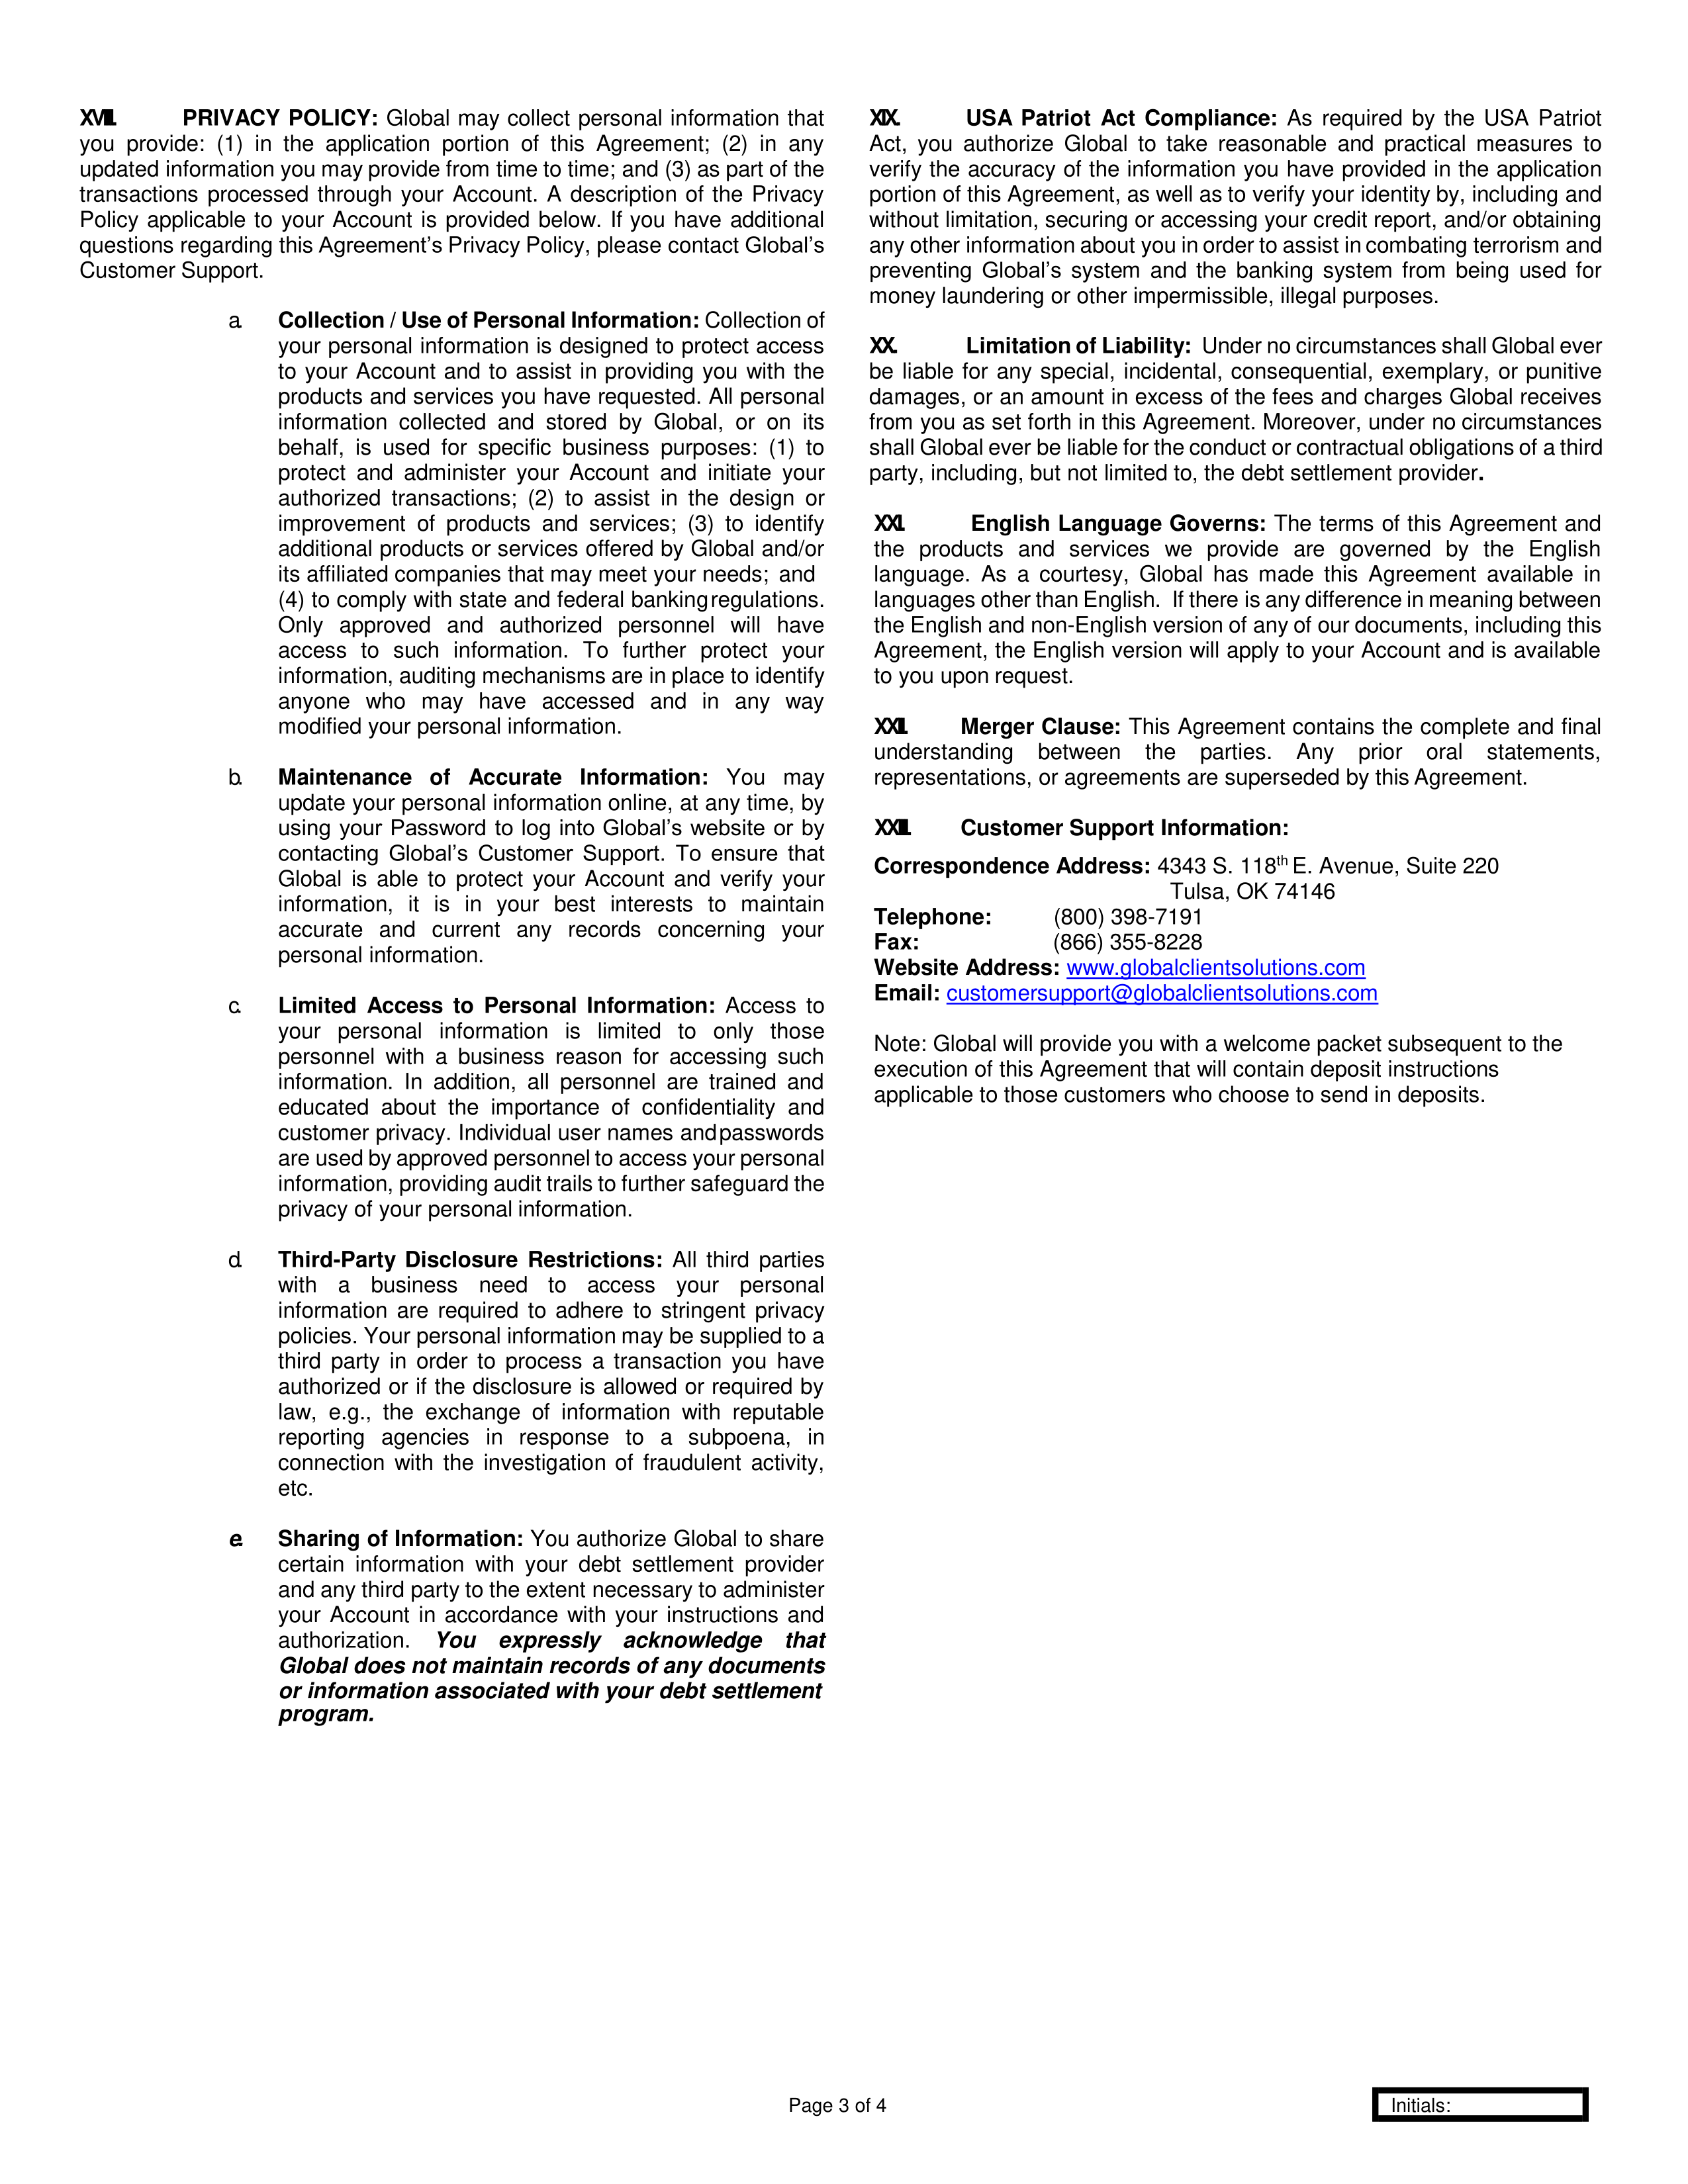 XVIII. PRIVACY POLICY: Global may collect personal information that
you provide: (1) in the application portion of this Agreement; (2) in any
updated information you may provide from time to time; and (3) as part of the
transactions processed through your Account. A description of the Privacy
Policy applicable to your Account is provided below. If you have additional
questions regarding this Agreement’s Privacy Policy, please contact Global’s
Customer Support.
a. Collection / Use of Personal Information: Collection of
your personal information is designed to protect access
to your Account and to assist in providing you with the
products and services you have requested. All personal
information collected and stored by Global, or on its
behalf, is used for specific business purposes: (1) to
protect and administer your Account and initiate your
authorized transactions; (2) to assist in the design or
improvement of products and services; (3) to identify
additional products or services offered by Global and/or
its affiliated companies that may meet your needs; and
(4) to comply with state and federal banking regulations.
Only approved and authorized personnel will have
access to such information. To further protect your
information, auditing mechanisms are in place to identify
anyone who may have accessed and in any way
modified your personal information.
b. Maintenance of Accurate Information: You may
update your personal information online, at any time, by
using your Password to log into Global’s website or by
contacting Global’s Customer Support. To ensure that
Global is able to protect your Account and verify your
information, it is in your best interests to maintain
accurate and current any records concerning your
personal information.
c. Limited Access to Personal Information: Access to
your personal information is limited to only those
personnel with a business reason for accessing such
information. In addition, all personnel are trained and
educated about the importance of confidentiality and
customer privacy. Individual user names and passwords
are used by approved personnel to access your personal
information, providing audit trails to further safeguard the
privacy of your personal information.
d. Third-Party Disclosure Restrictions: All third parties
with a business need to access your personal
information are required to adhere to stringent privacy
policies. Your personal information may be supplied to a
third party in order to process a transaction you have
authorized or if the disclosure is allowed or required by
law, e.g., the exchange of information with reputable
reporting agencies in response to a subpoena, in
connection with the investigation of fraudulent activity,
etc.
e. Sharing of Information: You authorize Global to share
certain information with your debt settlement provider
and any third party to the extent necessary to administer
your Account in accordance with your instructions and
authorization. You expressly acknowledge that
Global does not maintain records of any documents
or information associated with your debt settlement
program.
XIX. USA Patriot Act Compliance: As required by the USA Patriot
Act, you authorize Global to take reasonable and practical measures to
verify the accuracy of the information you have provided in the application
portion of this Agreement, as well as to verify your identity by, including and
without limitation, securing or accessing your credit report, and/or obtaining
any other information about you in order to assist in combating terrorism and
preventing Global’s system and the banking system from being used for
money laundering or other impermissible, illegal purposes.
XX. Limitation of Liability: Under no circumstances shall Global ever
be liable for any special, incidental, consequential, exemplary, or punitive
damages, or an amount in excess of the fees and charges Global receives
from you as set forth in this Agreement. Moreover, under no circumstances
shall Global ever be liable for the conduct or contractual obligations of a third
party, including, but not limited to, the debt settlement provider.
XXI. English Language Governs: The terms of this Agreement and
the products and services we provide are governed by the English
language. As a courtesy, Global has made this Agreement available in
languages other than English. If there is any difference in meaning between
the English and non-English version of any of our documents, including this
Agreement, the English version will apply to your Account and is available
to you upon request.
XXII. Merger Clause: This Agreement contains the complete and final
understanding between the parties. Any prior oral statements,
representations, or agreements are superseded by this Agreement.
XXIII. Customer Support Information:
Correspondence Address: 4343 S. 118th E. Avenue, Suite 220
Tulsa, OK 74146
Telephone: (800) 398-7191
Fax: (866) 355-8228
Website Address: www.globalclientsolutions.com
Email: customersupport@globalclientsolutions.com
Note: Global will provide you with a welcome packet subsequent to the
execution of this Agreement that will contain deposit instructions
applicable to those customers who choose to send in deposits.
Page 3 of 4
Initials: